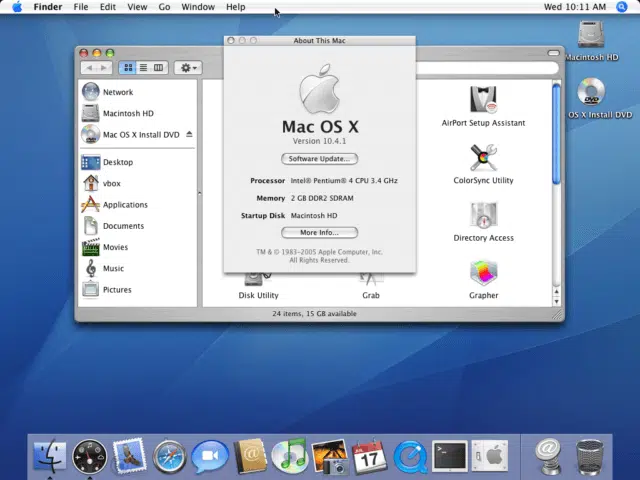 Finder File Edit View Go Window Help Wed 10:11 AM
Macintosh HD
OS X Install DVD
About This Mac
Mac OS X
Version 10.4.1
Software Update...
Processor Intel® Pentium® 4 CPU 3.4 GHz
Memory 2 GB DDR2 SDRAM
Startup Disk Macintosh HD
More Info...
TM & © 1983–2005 Apple Computer, Inc.
All Rights Reserved.
Network
Macintosh HD
Mac OS X Install DVD
Desktop
vbox
Applications
Documents
Movies
Music
Pictures
AirPort Setup Assistant
ColorSync Utility
Directory Access
Disk Utility Grab Grapher
24 items, 15 GB available
JUL
17